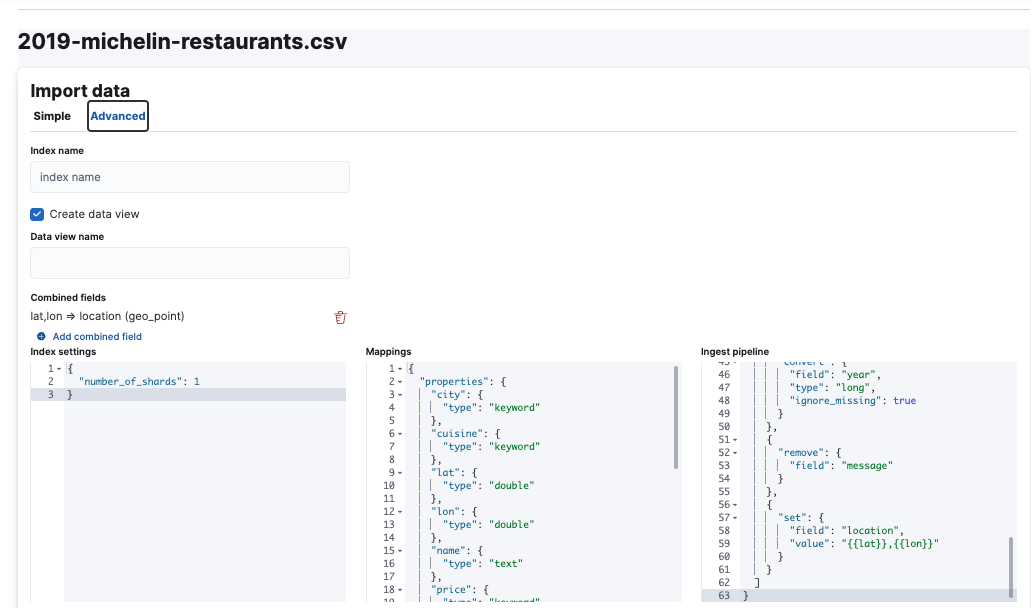 2019-michelin-restaurants.csv
Import data
Simple
Advanced
Index name
index name
Create data view
Data view name
Combined fields
lat,lon => location (geo_point)
Add combined field
Index settings
1 {
2 "number_of_shards": 1
3 }
Mappings
1 {
2 "properties": {
3 "city": {
4 "type": "keyword"
5 },
6 "cuisine": {
7 "type": "keyword"
8 },
9 "lat": {
10 "type": "double"
11 },
12 "lon": {
13 "type": "double"
14 },
15 "name": {
16 "type": "text"
17 },
18 "price": {
19 "type": "keyword"
Ingest pipeline
45 "convert": {
46 "field": "year",
47 "type": "long",
48 "ignore_missing": true
49 }
50 },
51 {
52 "remove": {
53 "field": "message"
54 }
55 },
56 {
57 "set": {
58 "field": "location",
59 "value": "{{lat}},{{lon}}"
60 }
61 }
62 ]
63 }